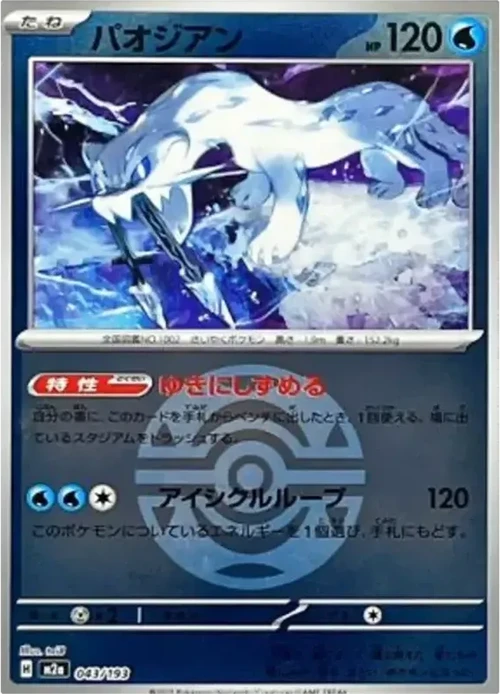 たね
パオジアン
HP 120
全国図鑑NO.1002 さいやくポケモン 高さ:1.9m 重さ:152.2kg
特性 ゆきにしずめる
自分の番に、このカードを手札からベンチに出したとき、1回使える。場に出
ているスタジアムをトラッシュする。
アイシクルループ 120
このポケモンについているエネルギーを1個選び、手札にもどす。
×2
Illus.
H m2a 043/193